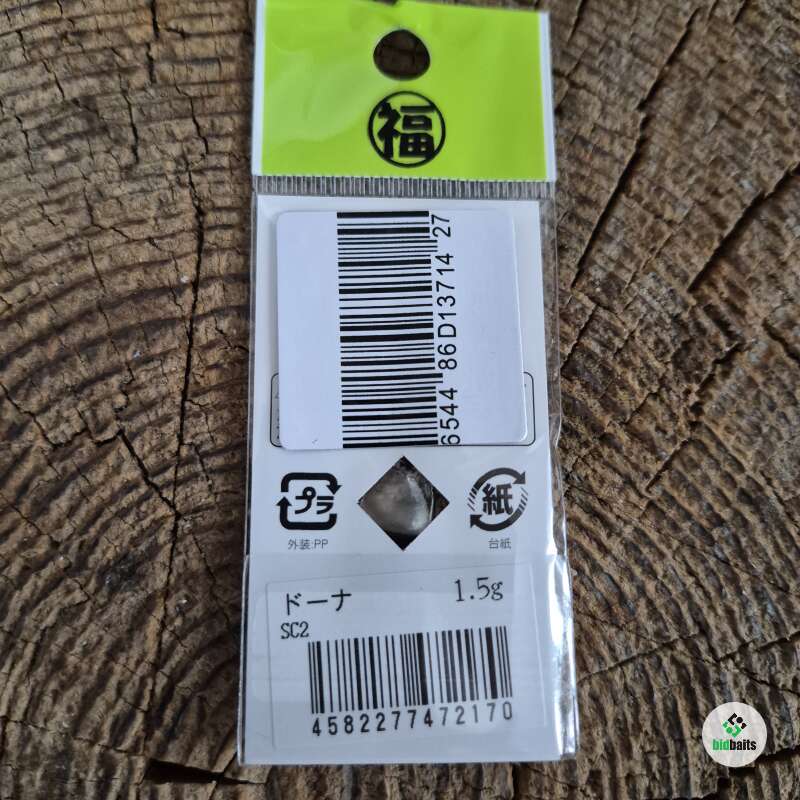 福
6544 86D13714 27
プラ
紙
外装:PP
台紙
ドーナ 1.5g
SC2
4582277472170
bidbaits